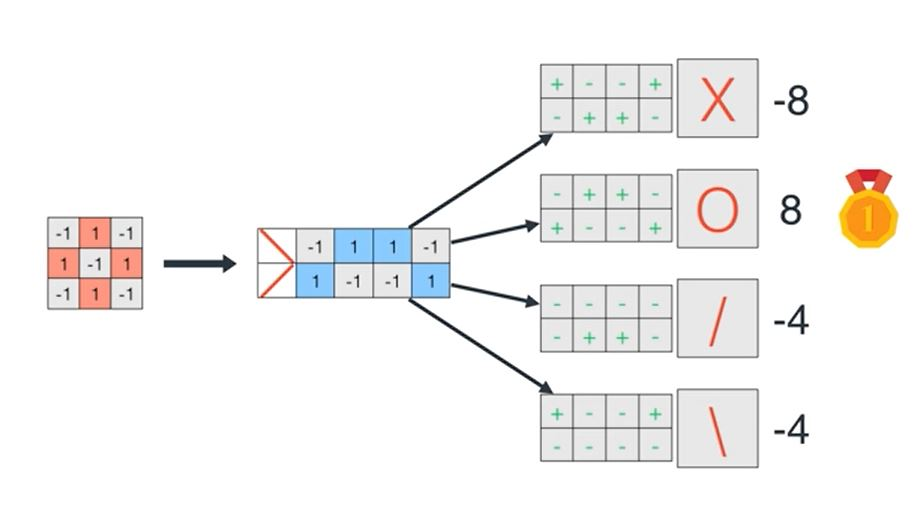 -1 1 -1
1 -1 1
-1 1 -1
-1 1 1 -1
1 -1 -1 1
+ - - +
- + + -
X -8
- + + -
+ - - +
O 8
1
- - - -
- + + -
/ -4
+ - - +
- - - -
\ -4